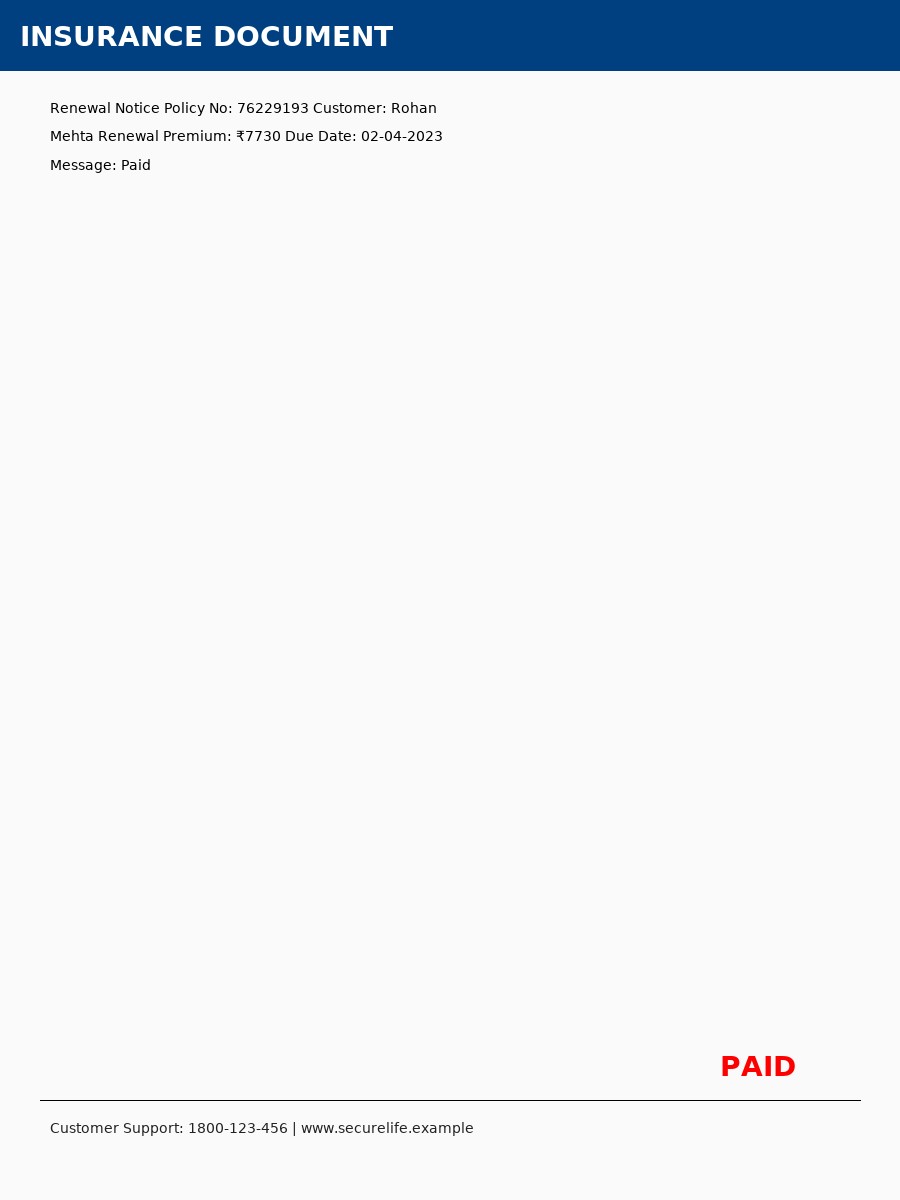 INSURANCE DOCUMENT
Renewal Notice Policy No: 76229193 Customer: Rohan
Mehta Renewal Premium: ₹7730 Due Date: 02-04-2023
Message: Paid
PAID
Customer Support: 1800-123-456 | www.securelife.example